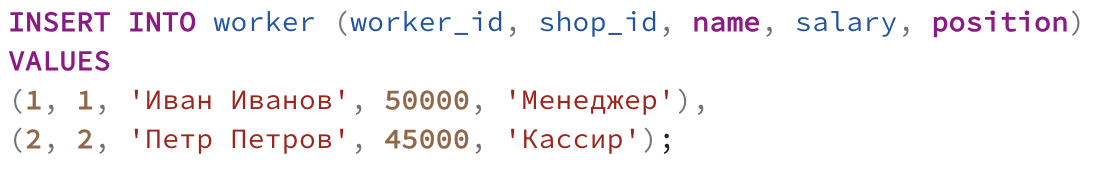 INSERT INTO worker (worker_id, shop_id, name, salary, position)
VALUES
(1, 1, 'Иван Иванов', 50000, 'Менеджер'),
(2, 2, 'Петр Петров', 45000, 'Кассир');